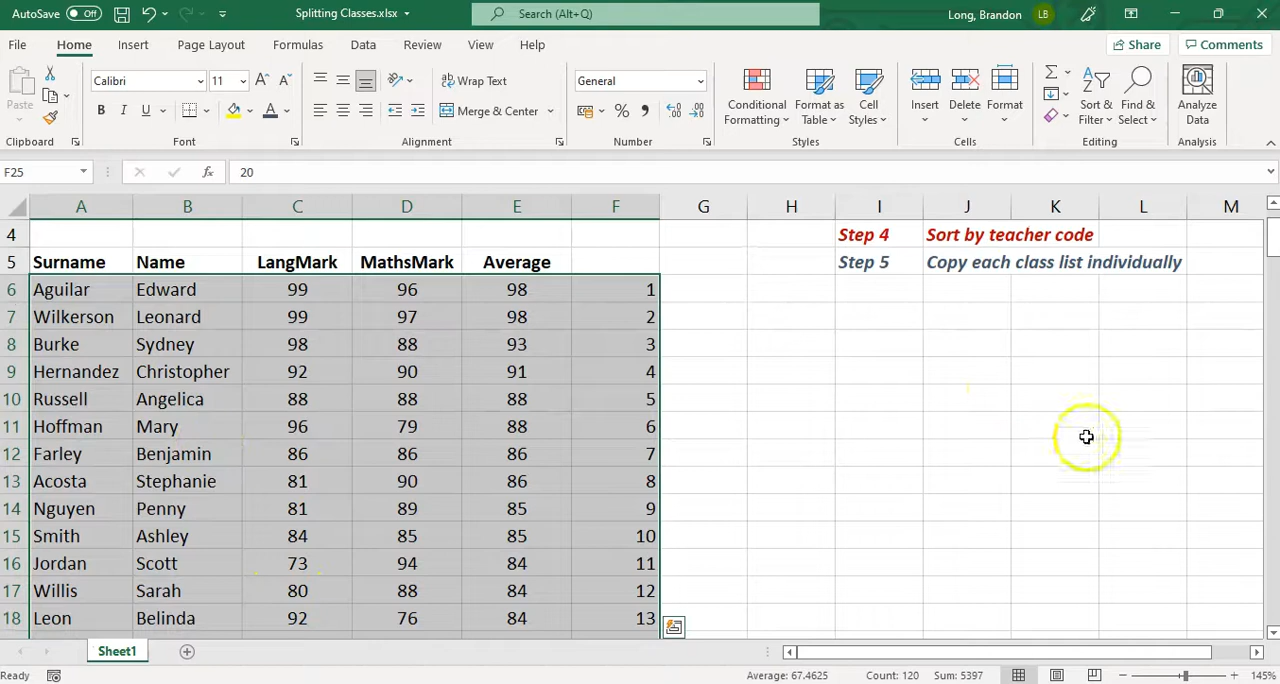 AutoSave Off Splitting Classes.xlsx Search (Alt+Q) Long, Brandon LB
File Home Insert Page Layout Formulas Data Review View Help Share Comments
Paste Calibri 11 Wrap Text General Conditional Formatting Format as Table Cell Styles Insert Delete Format Sort & Filter Find & Select Analyze Data
B I U Merge & Center
Clipboard Font Alignment Number Styles Cells Editing Analysis
F25 fx 20
A B C D E F G H I J K L M
4 Step 4 Sort by teacher code
5 Surname Name LangMark MathsMark Average Step 5 Copy each class list individually
6 Aguilar Edward 99 96 98 1
7 Wilkerson Leonard 99 97 98 2
8 Burke Sydney 98 88 93 3
9 Hernandez Christopher 92 90 91 4
10 Russell Angelica 88 88 88 5
11 Hoffman Mary 96 79 88 6
12 Farley Benjamin 86 86 86 7
13 Acosta Stephanie 81 90 86 8
14 Nguyen Penny 81 89 85 9
15 Smith Ashley 84 85 85 10
16 Jordan Scott 73 94 84 11
17 Willis Sarah 80 88 84 12
18 Leon Belinda 92 76 84 13
Sheet1
Ready Average: 67.4625 Count: 120 Sum: 5397 145%